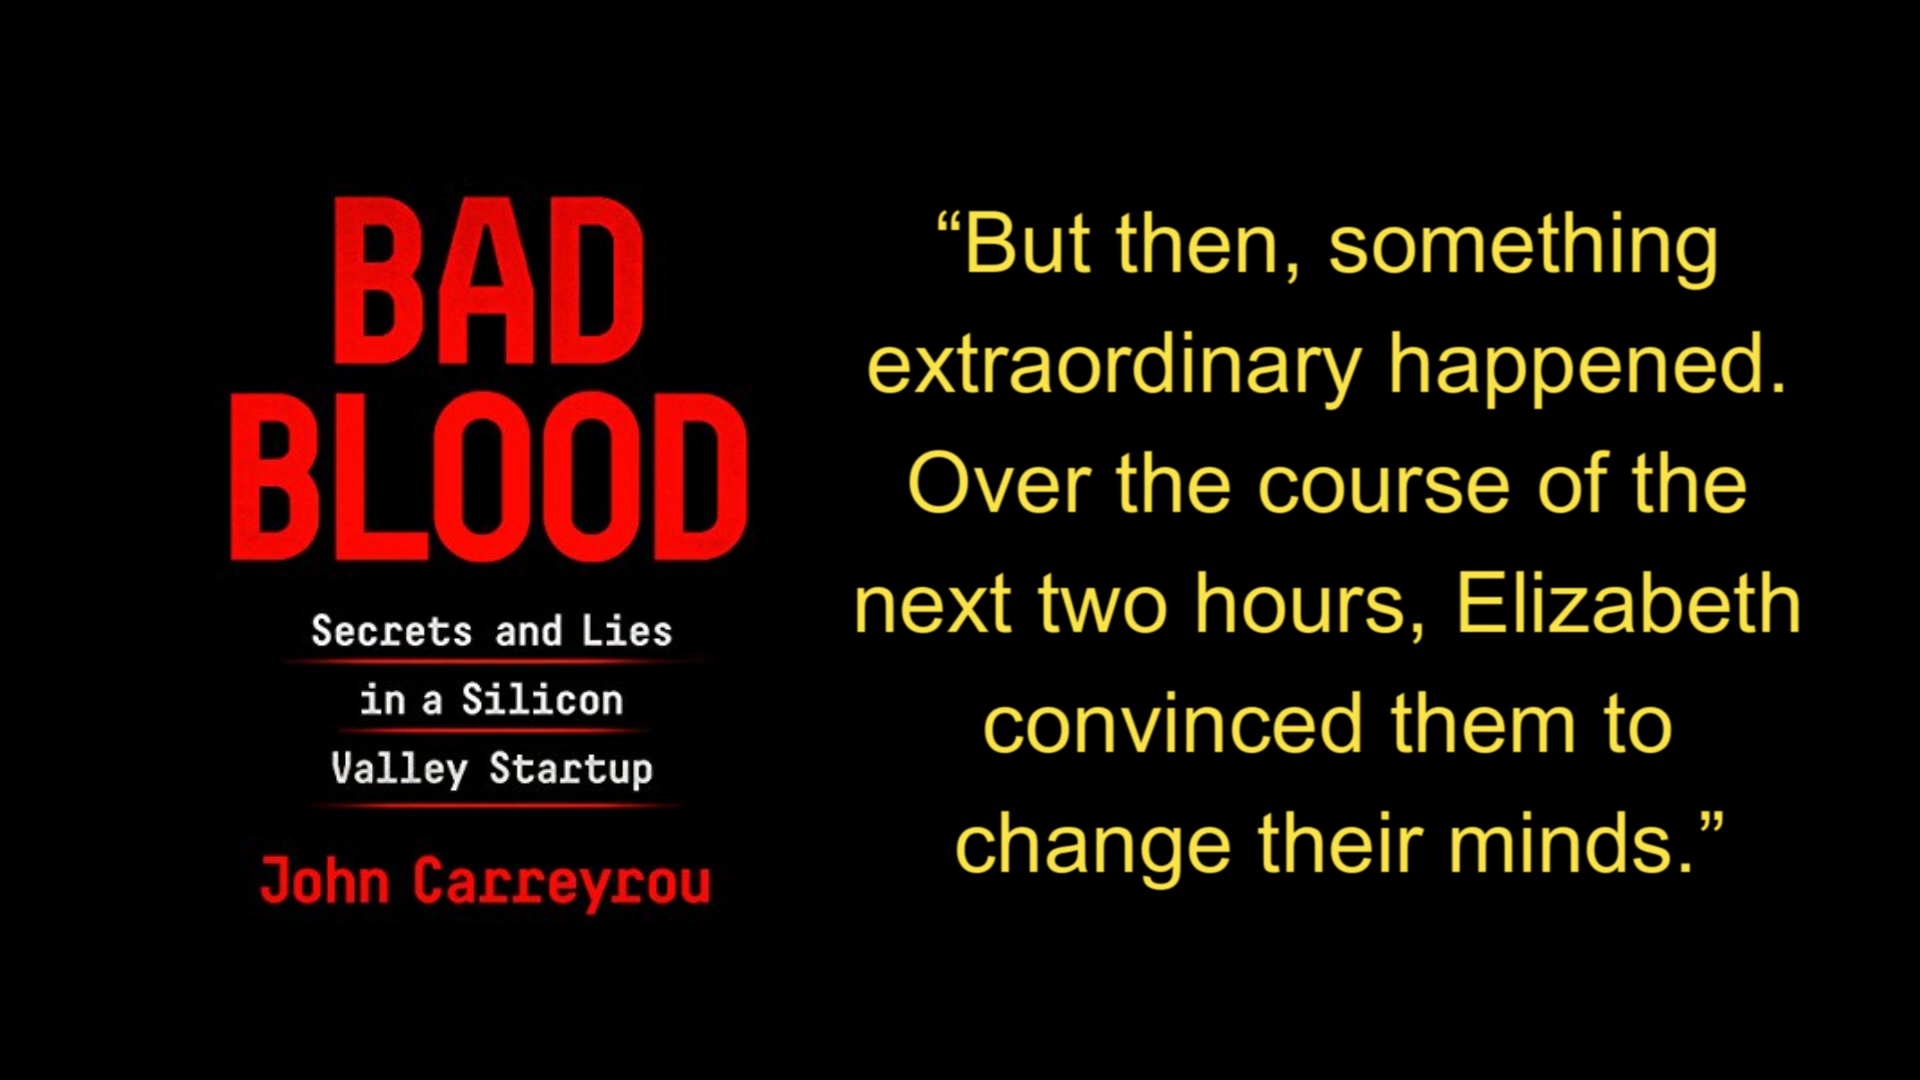 BAD
BLOOD
Secrets and Lies
in a Silicon
Valley Startup
John Carreyrou
“But then, something
extraordinary happened.
Over the course of the
next two hours, Elizabeth
convinced them to
change their minds.”